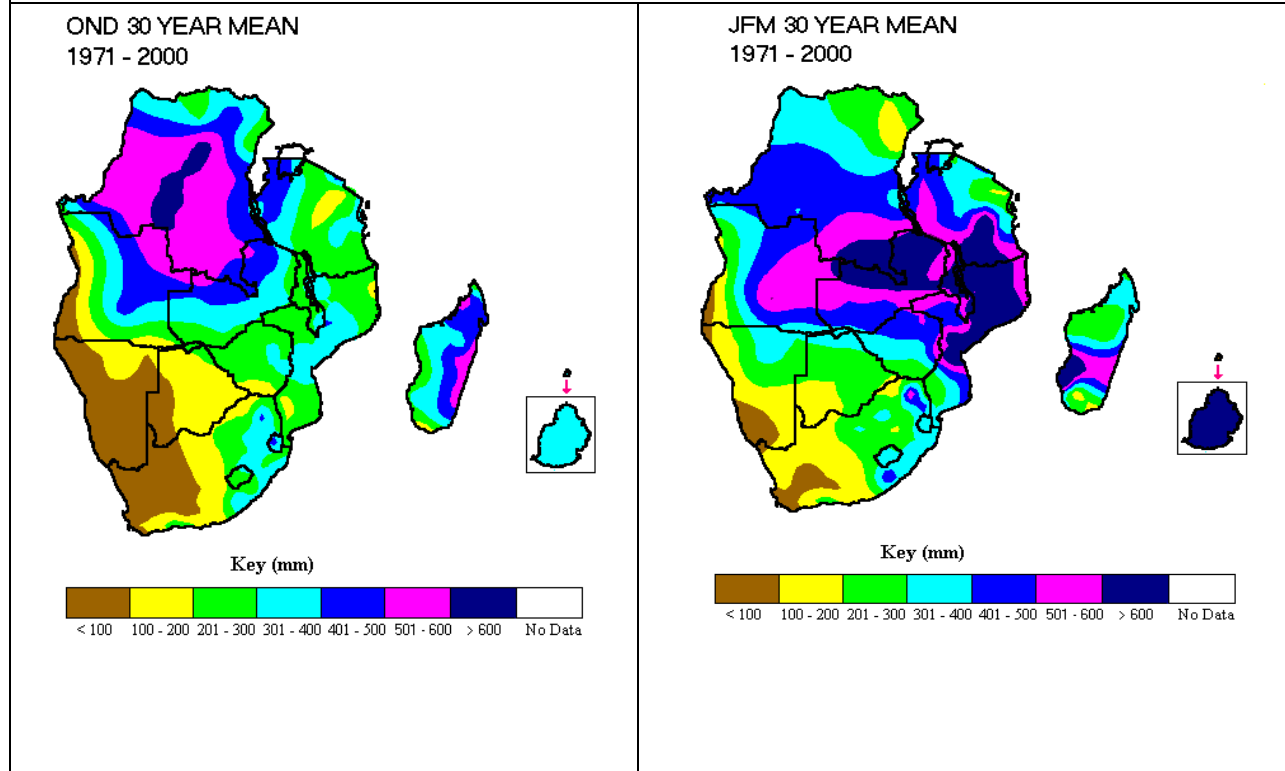 OND 30 YEAR MEAN
1971 - 2000
Key (mm)
< 100 100 - 200 201 - 300 301 - 400 401 - 500 501 - 600 > 600 No Data
JFM 30 YEAR MEAN
1971 - 2000
Key (mm)
< 100 100 - 200 201 - 300 301 - 400 401 - 500 501 - 600 > 600 No Data